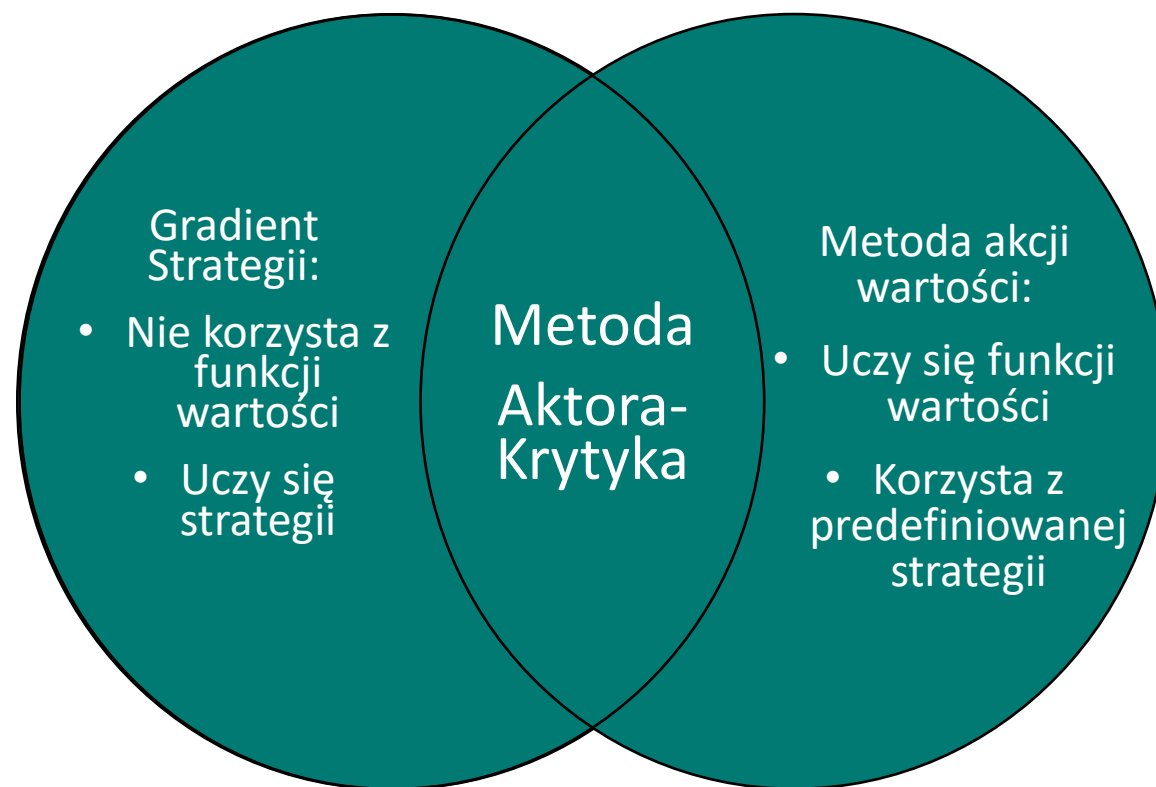 Gradient
Strategii:
• Nie korzysta z
funkcji
wartości
• Uczy się
strategii
Metoda
Aktora-
Krytyka
Metoda akcji
wartości:
• Uczy się funkcji
wartości
• Korzysta z
predefiniowanej
strategii